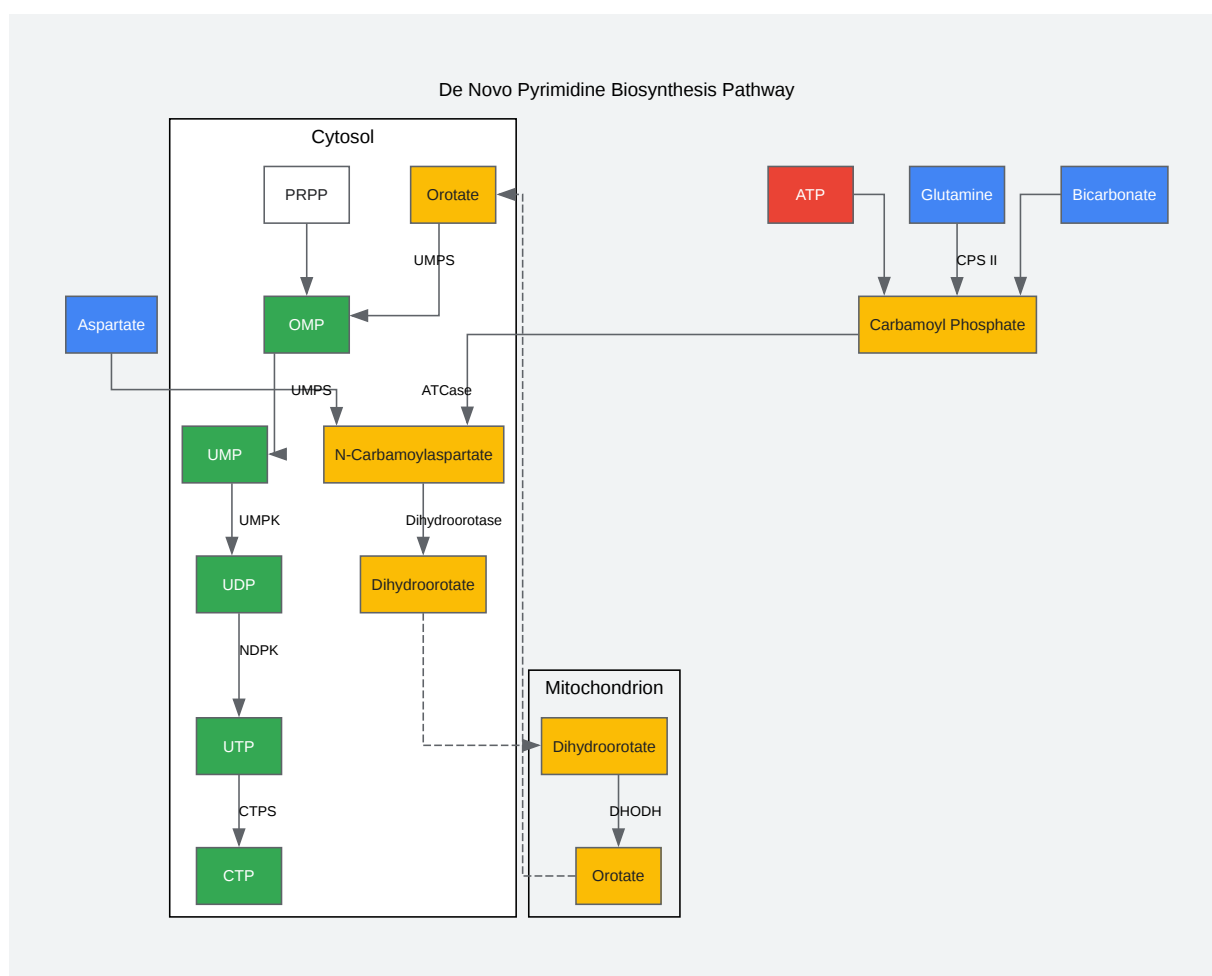 De Novo Pyrimidine Biosynthesis Pathway
Cytosol
PRPP
Orotate
ATP
Glutamine
Bicarbonate
UMPS
CPS II
Aspartate
OMP
Carbamoyl Phosphate
UMPS
ATCase
UMP
N-Carbamoylaspartate
UMPK
Dihydroorotase
UDP
Dihydroorotate
NDPK
Mitochondrion
UTP
Dihydroorotate
CTPS
DHODH
CTP
Orotate